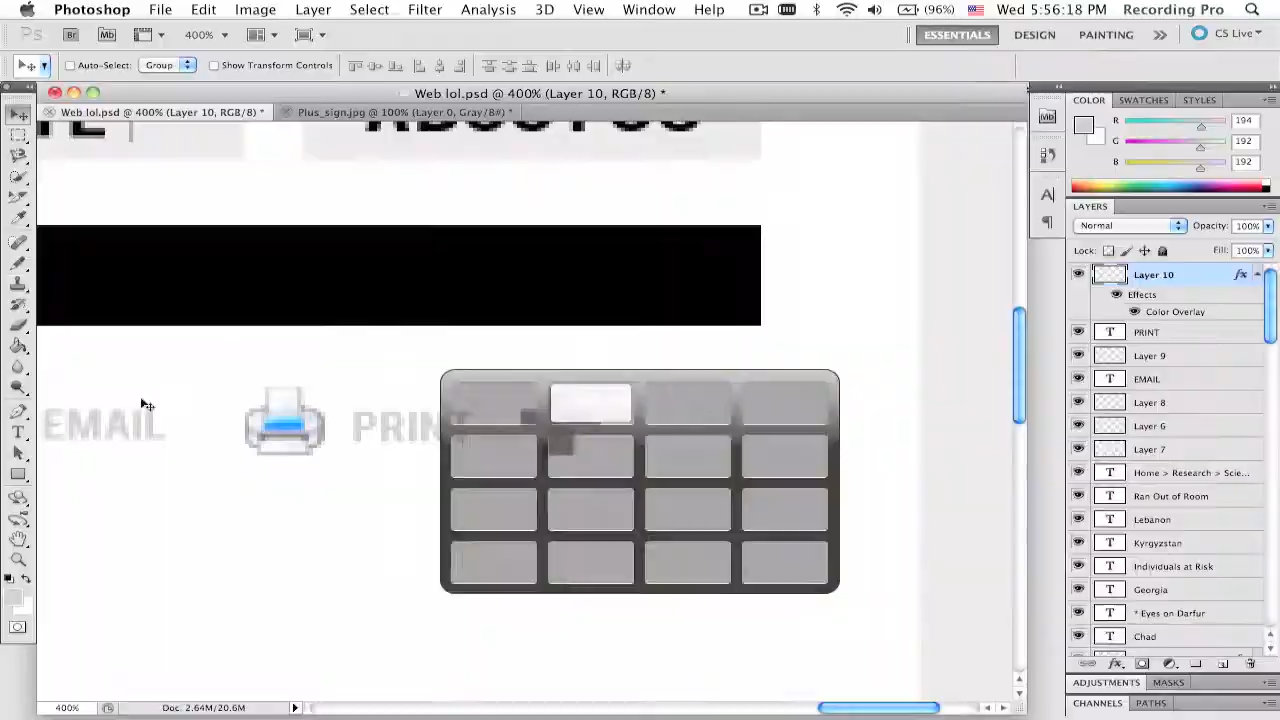 Photoshop File Edit Image Layer Select Filter Analysis 3D View Window Help (96%) Wed 5:56:18 PM Recording Pro
Ps Br Mb 400% ESSENTIALS DESIGN PAINTING CS Live
Auto-Select: Group Show Transform Controls
Web lol.psd @ 400% (Layer 10, RGB/8) *
Web lol.psd @ 400% (Layer 10, RGB/8) * Plus_sign.jpg @ 100% (Layer 0, Gray/8#) *
COLOR SWATCHES STYLES
R 194
G 192
B 192
LAYERS
Normal Opacity: 100%
Lock: Fill: 100%
Layer 10 fx
Effects
Color Overlay
T PRINT
Layer 9
T EMAIL
Layer 8
Layer 6
Layer 7
T Home > Research > Scie...
T Ran Out of Room
T Lebanon
T Kyrgyzstan
T Individuals at Risk
T Georgia
T * Eyes on Darfur
T Chad
ADJUSTMENTS MASKS
CHANNELS PATHS
EMAIL PRINT
400% Doc: 2.64M/20.6M